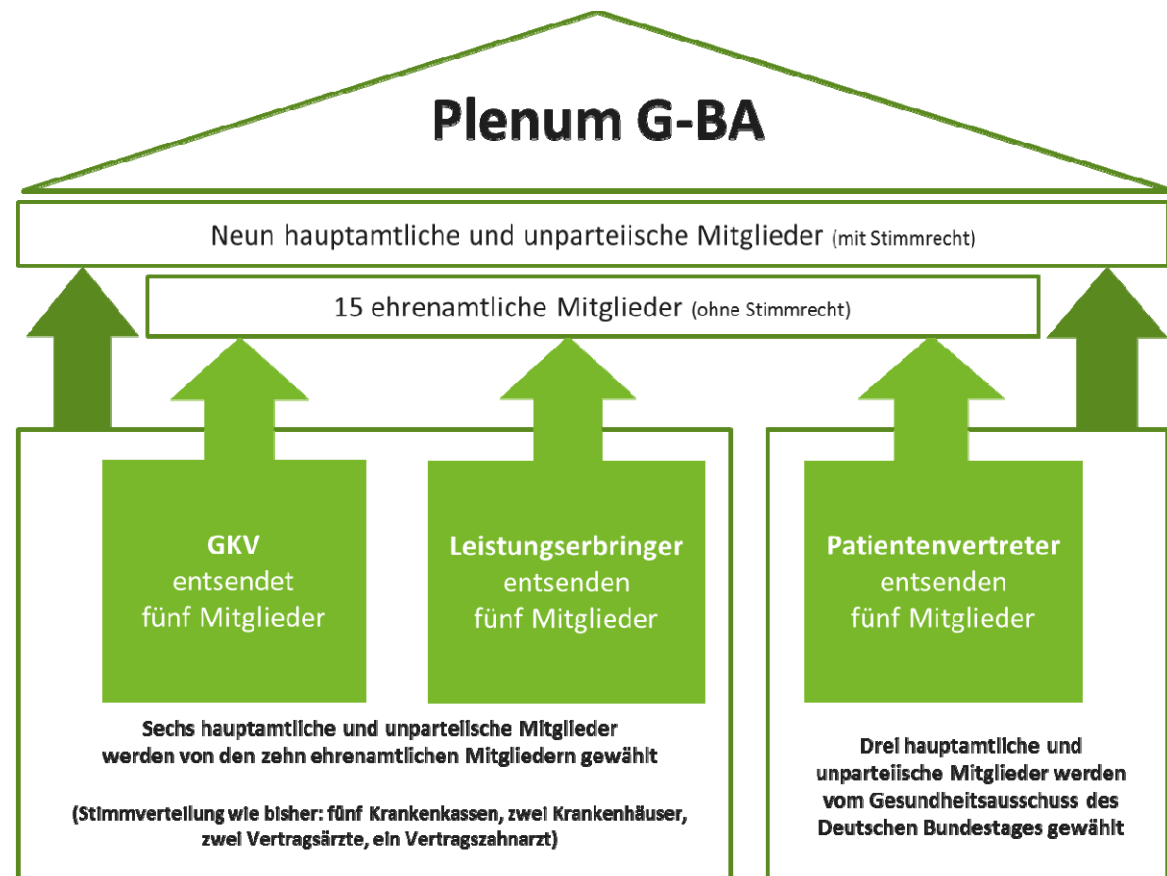 Plenum G-BA
Neun hauptamtliche und unparteiische Mitglieder (mit Stimmrecht)
15 ehrenamtliche Mitglieder (ohne Stimmrecht)
GKV
entsendet
fünf Mitglieder
Leistungserbringer
entsenden
fünf Mitglieder
Patientenvertreter
entsenden
fünf Mitglieder
Sechs hauptamtliche und unparteiische Mitglieder
werden von den zehn ehrenamtlichen Mitgliedern gewählt
(Stimmverteilung wie bisher: fünf Krankenkassen, zwei Krankenhäuser,
zwei Vertragsärzte, ein Vertragszahnarzt)
Drei hauptamtliche und
unparteiische Mitglieder werden
vom Gesundheitsausschuss des
Deutschen Bundestages gewählt